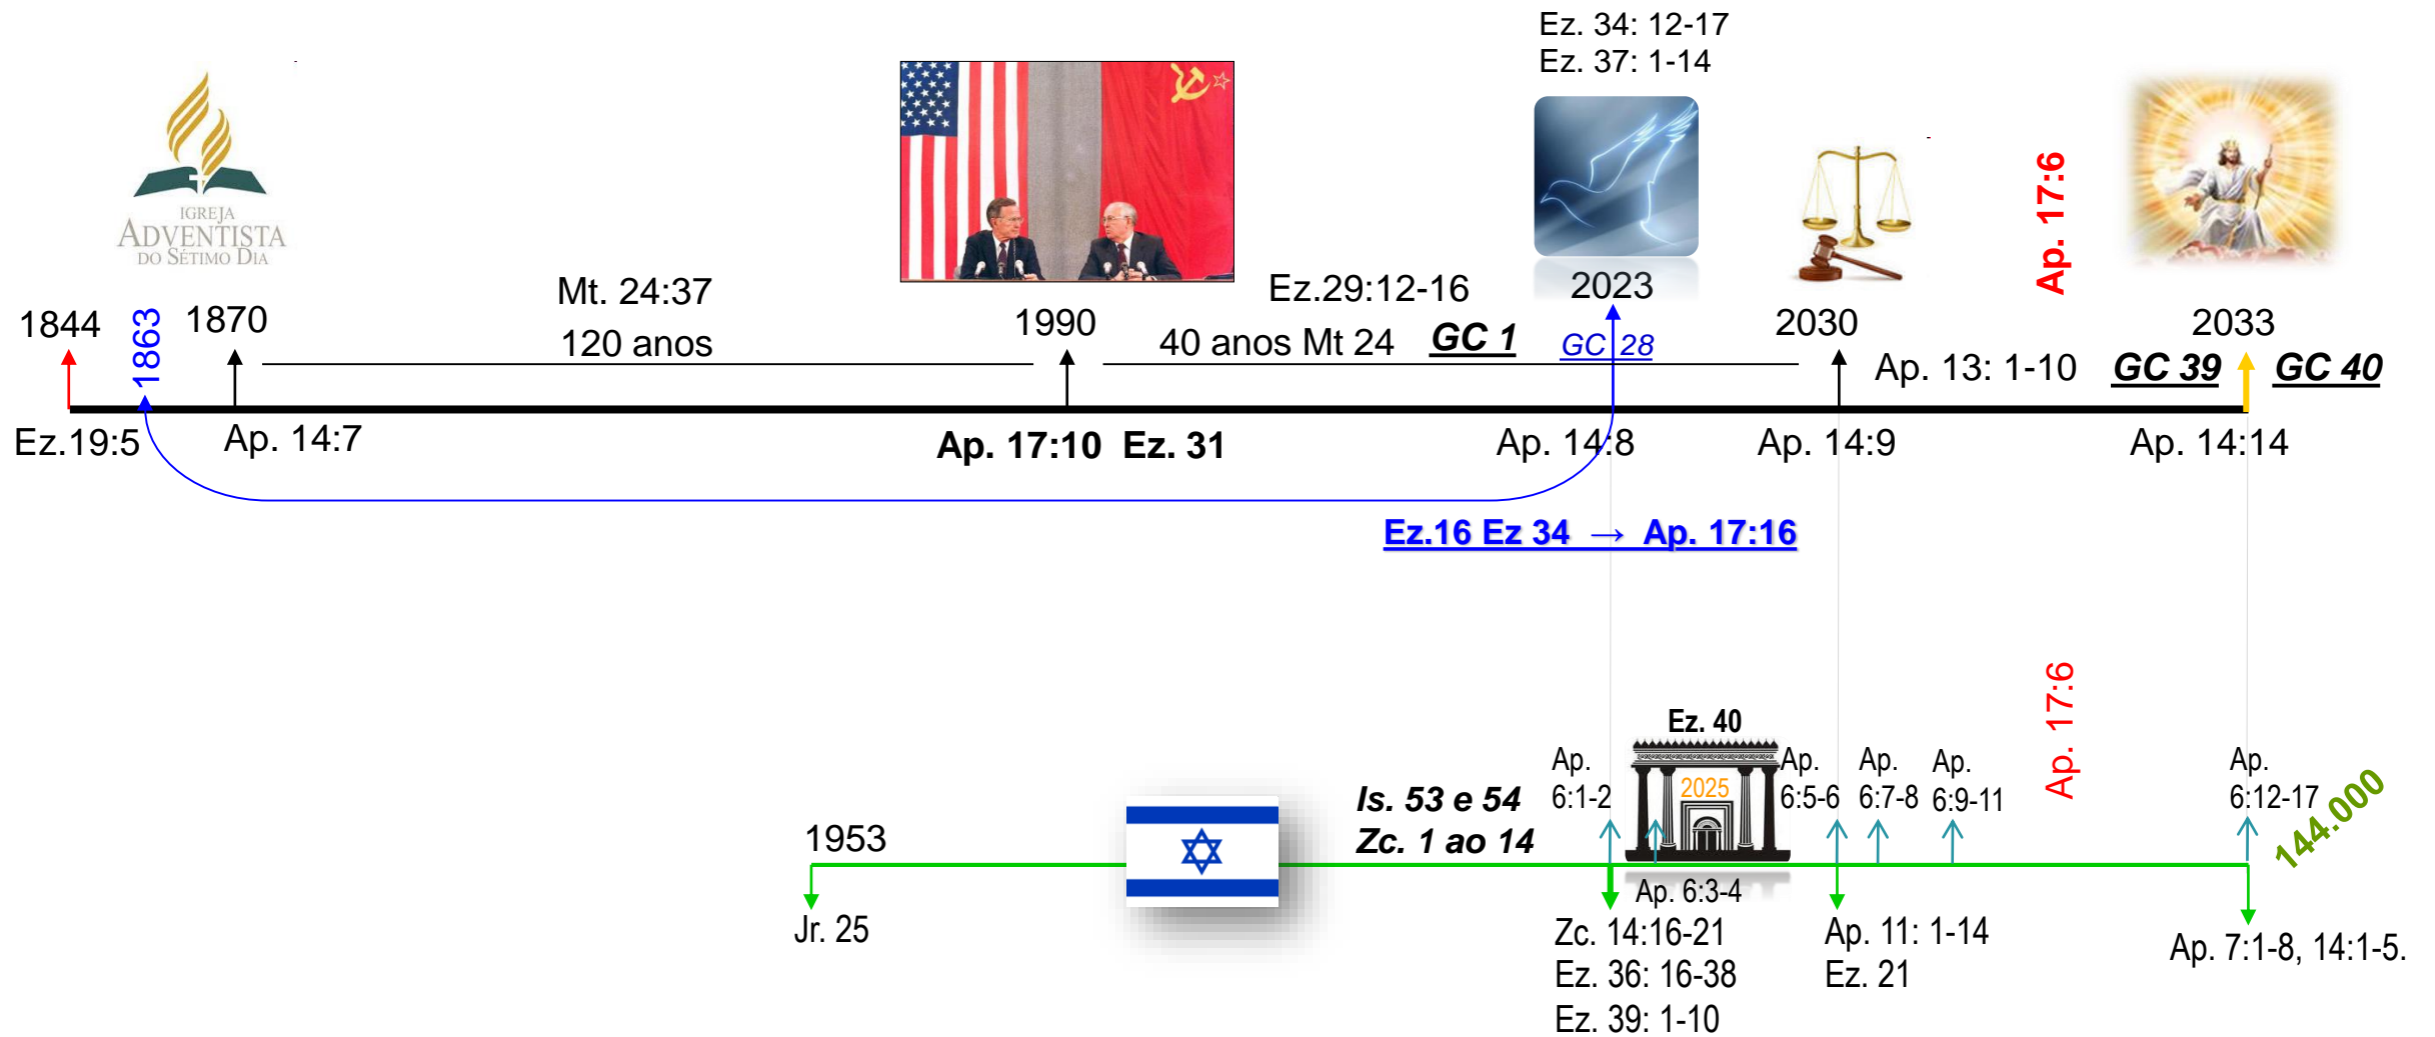 Ez. 34: 12-17
Ez. 37: 1-14
IGREJA
ADVENTISTA
DO SÉTIMO DIA
Ap. 17:6
Mt. 24:37
Ez.29:12-16
2023
1844
1863
1870
120 anos
1990
40 anos Mt 24
GC 1
GC 28
2030
2033
Ap. 13: 1-10
GC 39
GC 40
Ez.19:5
Ap. 14:7
Ap. 17:10 Ez. 31
Ap. 14:8
Ap. 14:9
Ap. 14:14
Ez.16 Ez 34 → Ap. 17:16
Ap. 17:6
Ez. 40
Ap.
6:1-2
2025
Ap.
6:5-6
Ap.
6:7-8
Ap.
6:9-11
Ap.
6:12-17
144.000
Is. 53 e 54
Zc. 1 ao 14
1953
Ap. 6:3-4
Jr. 25
Zc. 14:16-21
Ez. 36: 16-38
Ez. 39: 1-10
Ap. 11: 1-14
Ez. 21
Ap. 7:1-8, 14:1-5.